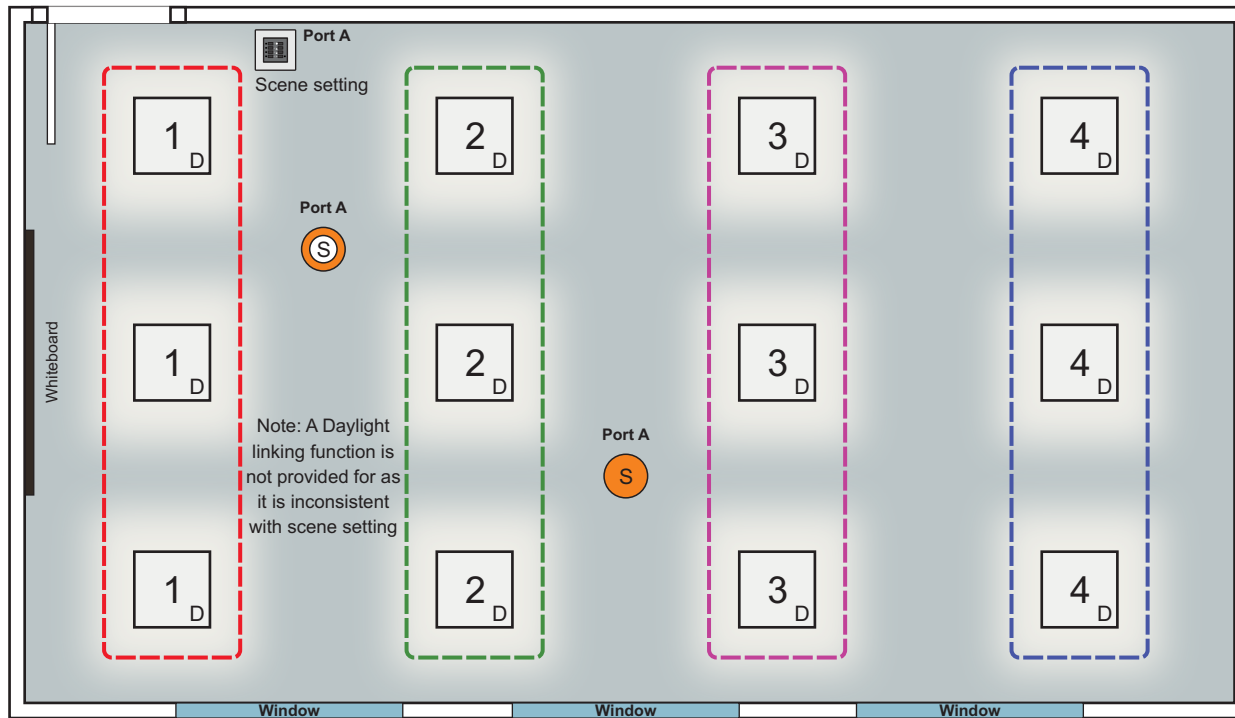 Port A
Scene setting
1 D
2 D
3 D
4 D
Port A
S
Whiteboard
1 D
2 D
3 D
4 D
Note: A Daylight
linking function is
not provided for as
it is inconsistent
with scene setting
Port A
S
1 D
2 D
3 D
4 D
Window
Window
Window